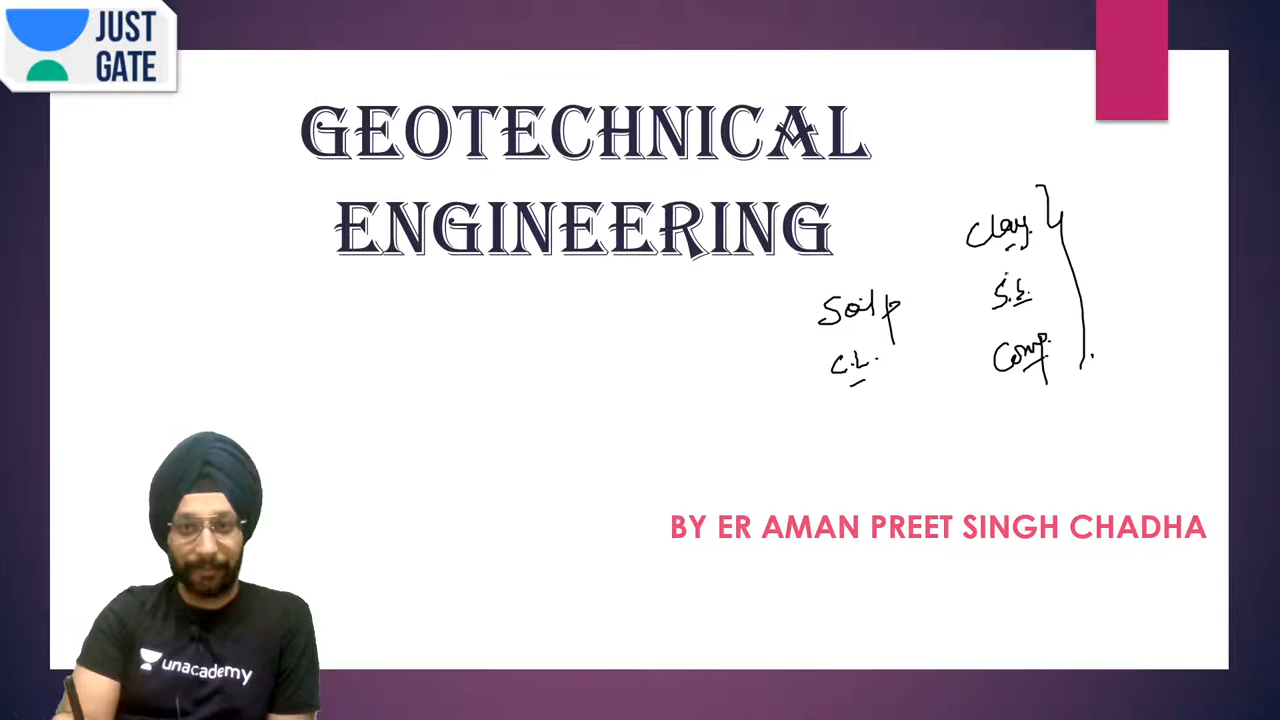 JUST
GATE
GEOTECHNICAL
ENGINEERING
Clay
Soil p
S.E.
C.L.
Comp.
BY ER AMAN PREET SINGH CHADHA
unacademy